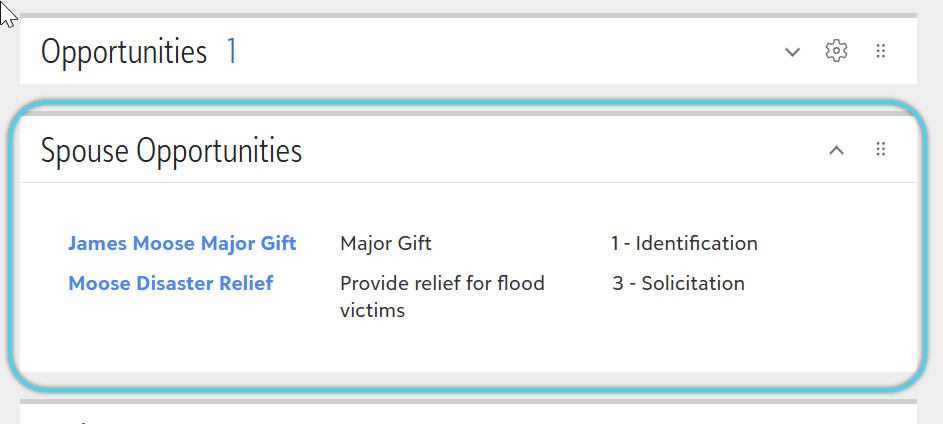 Opportunities 1
Spouse Opportunities
James Moose Major Gift Major Gift 1 - Identification
Moose Disaster Relief Provide relief for flood 3 - Solicitation
victims